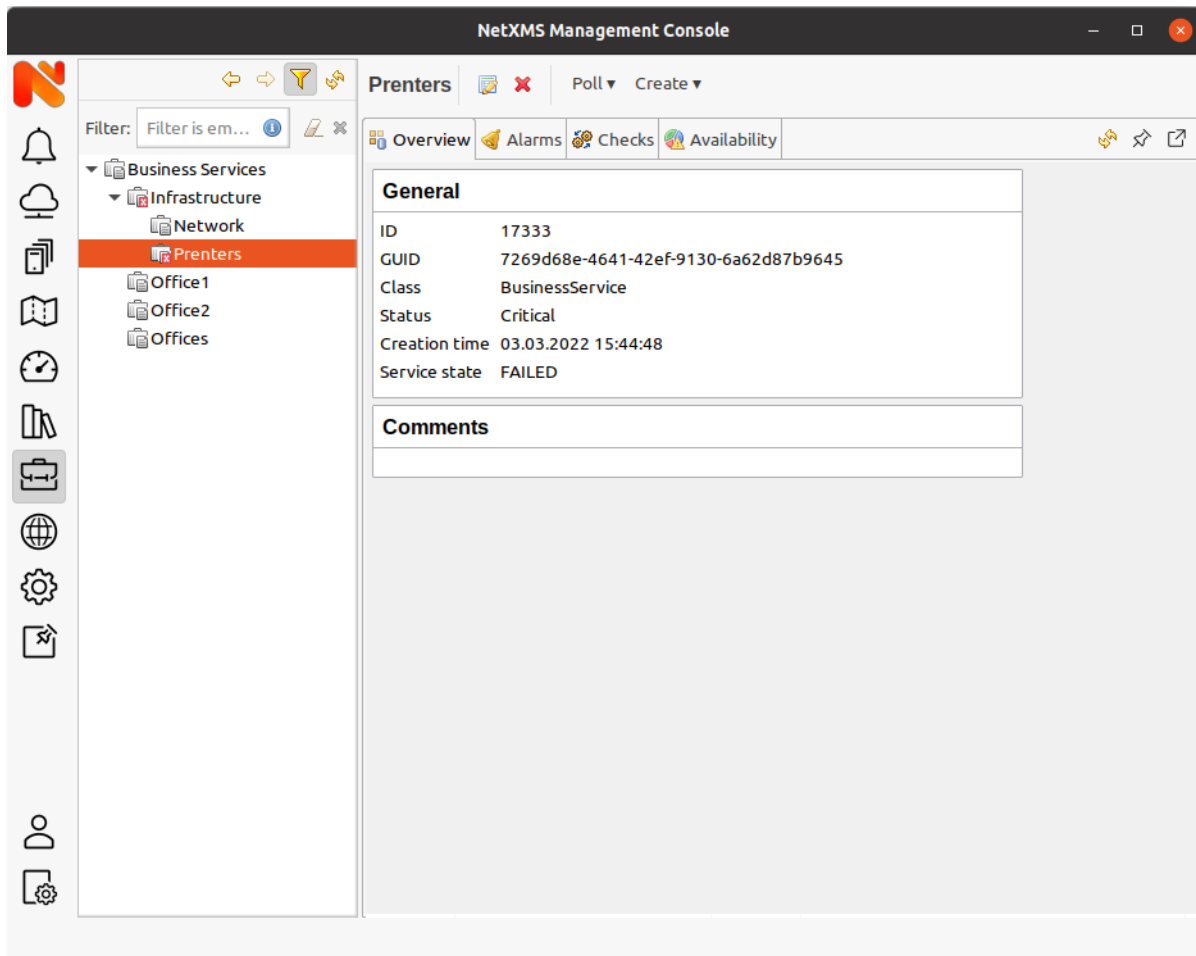 NetXMS Management Console
Prenters Poll ▾ Create ▾
Filter: Filter is em...
Overview Alarms Checks Availability
Business Services
Infrastructure
Network
Prenters
Office1
Office2
Offices
General
ID 17333
GUID 7269d68e-4641-42ef-9130-6a62d87b9645
Class BusinessService
Status Critical
Creation time 03.03.2022 15:44:48
Service state FAILED
Comments